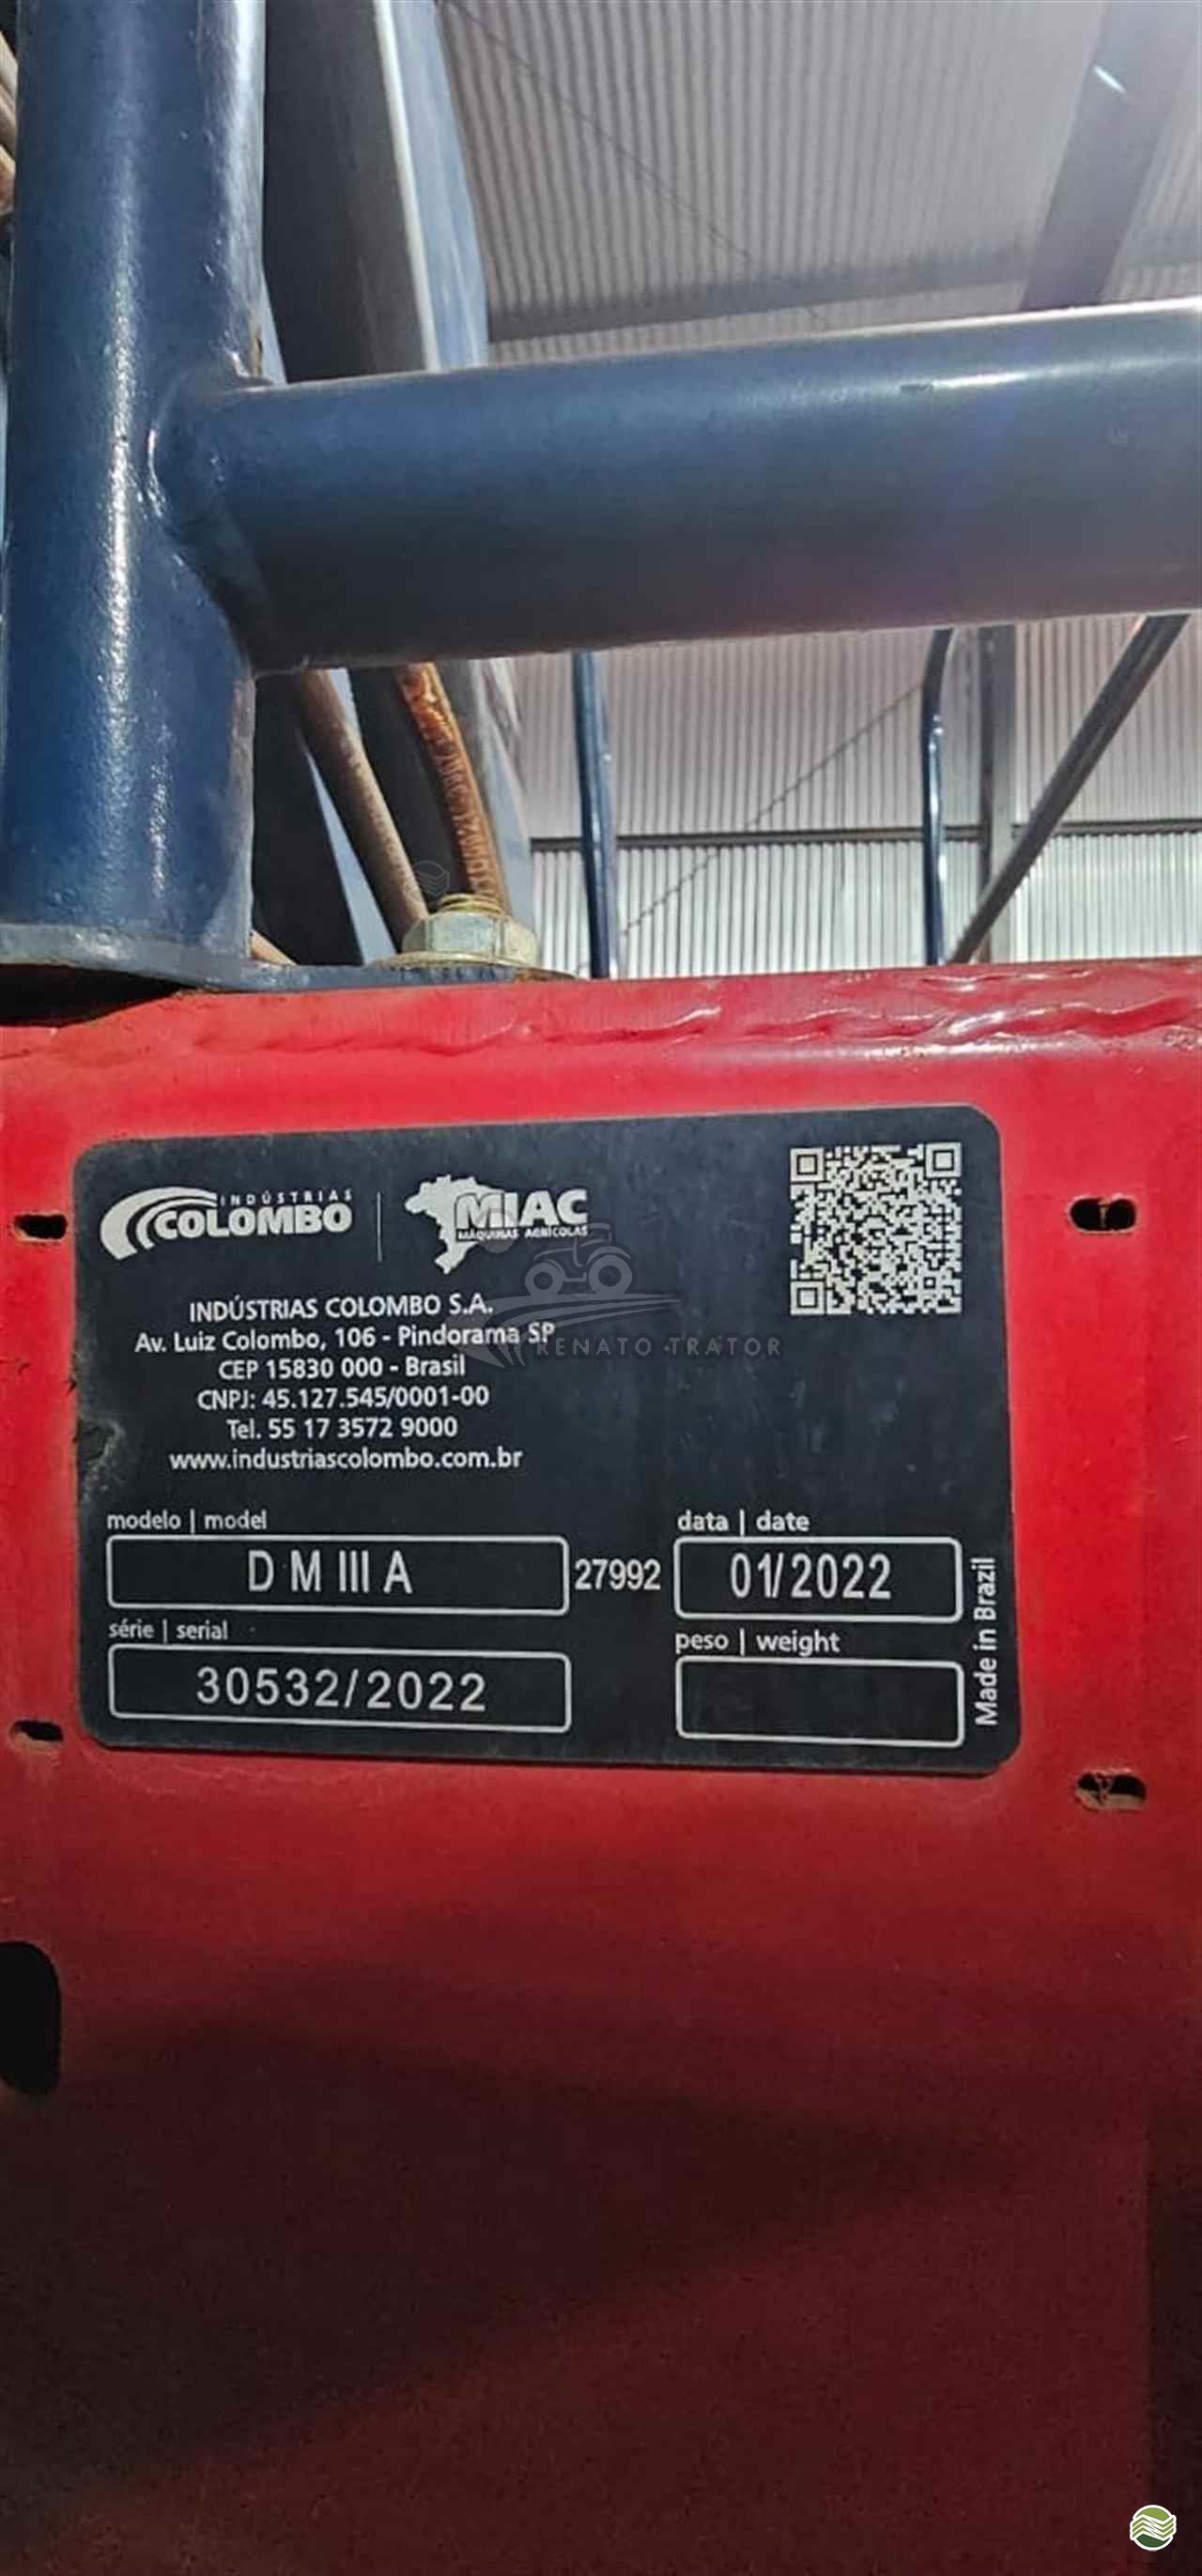 INDÚSTRIAS
COLOMBO
MIAC
MÁQUINAS AGRÍCOLAS
INDÚSTRIAS COLOMBO S.A.
Av. Luiz Colombo, 106 - Pindorama SP
CEP 15830 000 - Brasil
CNPJ: 45.127.545/0001-00
Tel. 55 17 3572 9000
www.industriascolombo.com.br
RENATO TRATOR
modelo | model
D M III A
27992
data | date
01/2022
série | serial
30532/2022
peso | weight
Made in Brazil